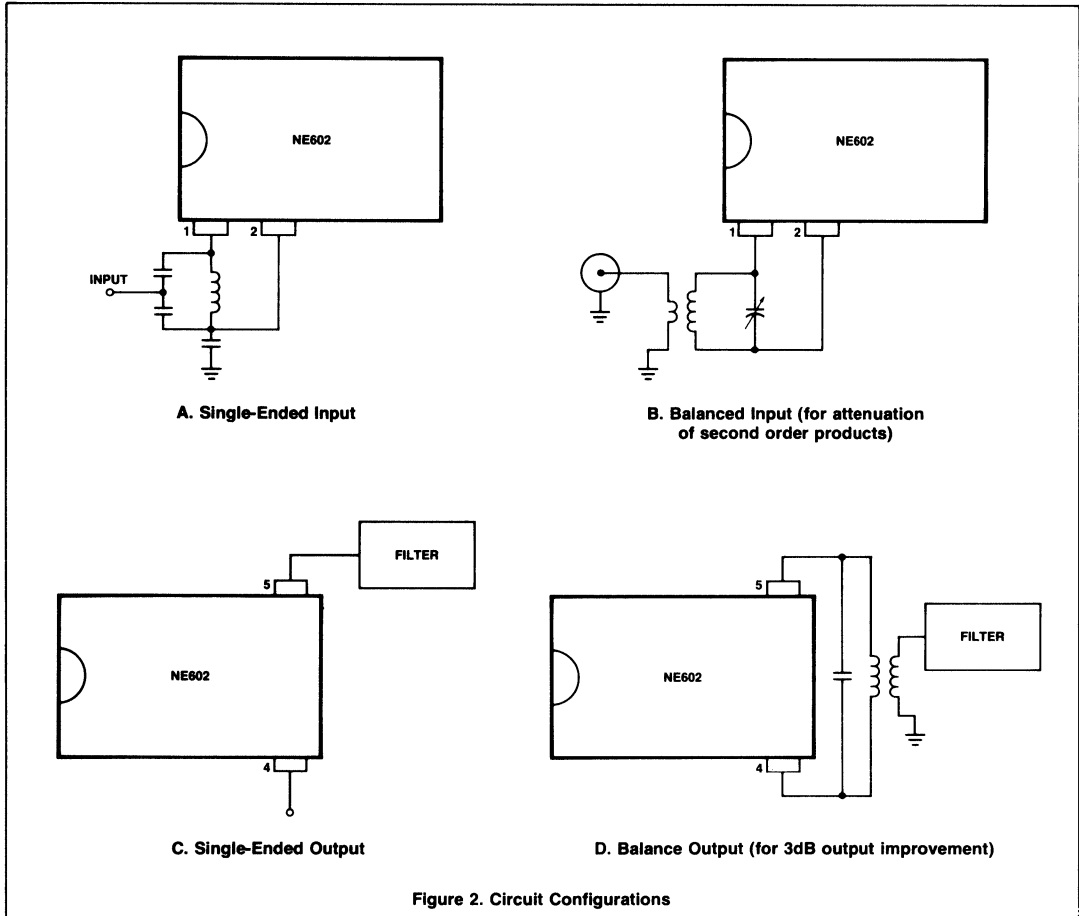 NE602
NE602
1
2
1
2
INPUT
A. Single-Ended Input
B. Balanced Input (for attenuation
of second order products)
FILTER
5
5
FILTER
NE602
NE602
4
4
C. Single-Ended Output
D. Balance Output (for 3dB output improvement)
Figure 2. Circuit Configurations